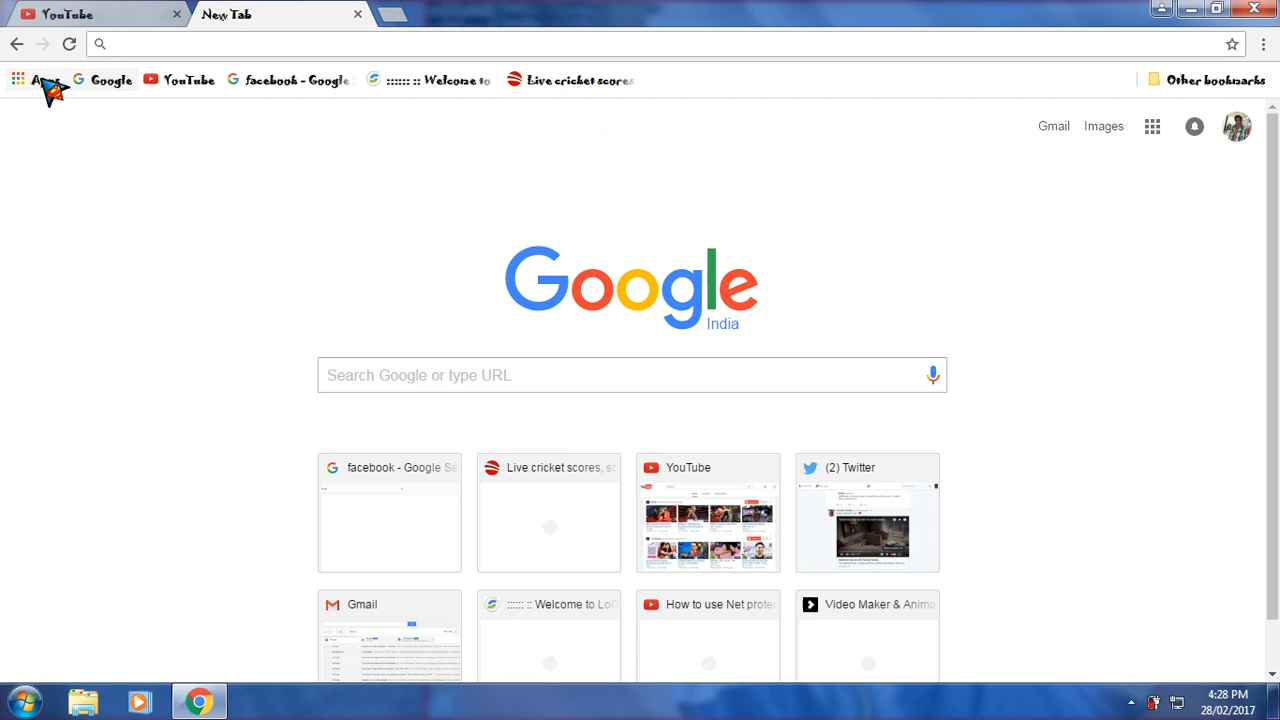 YouTube
New Tab
Apps
Google
YouTube
facebook - Google
:::::: :: Welcome to
Live cricket scores
Other bookmarks
Gmail
Images
Google
India
Search Google or type URL
facebook - Google Se
Live cricket scores, sc
YouTube
(2) Twitter
Gmail
:::::: :: Welcome to LoG
How to use Net protec
Video Maker & Anima
4:28 PM
28/02/2017